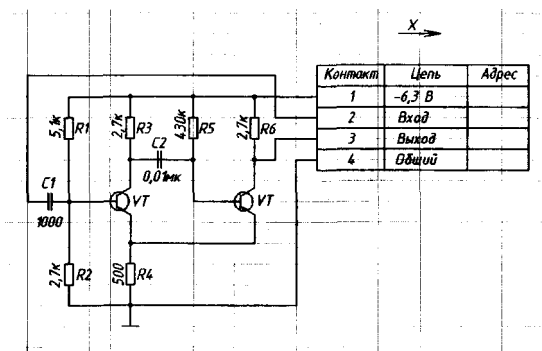 X
Контакт Цепь Адрес
1 –6,3 В
2 Вход
3 Выход
4 Общий
5,1к R1
2,7к R3
430к R5
2,7к R6
C2
0,01мк
C1
1000
VT
VT
2,7к R2
500 R4